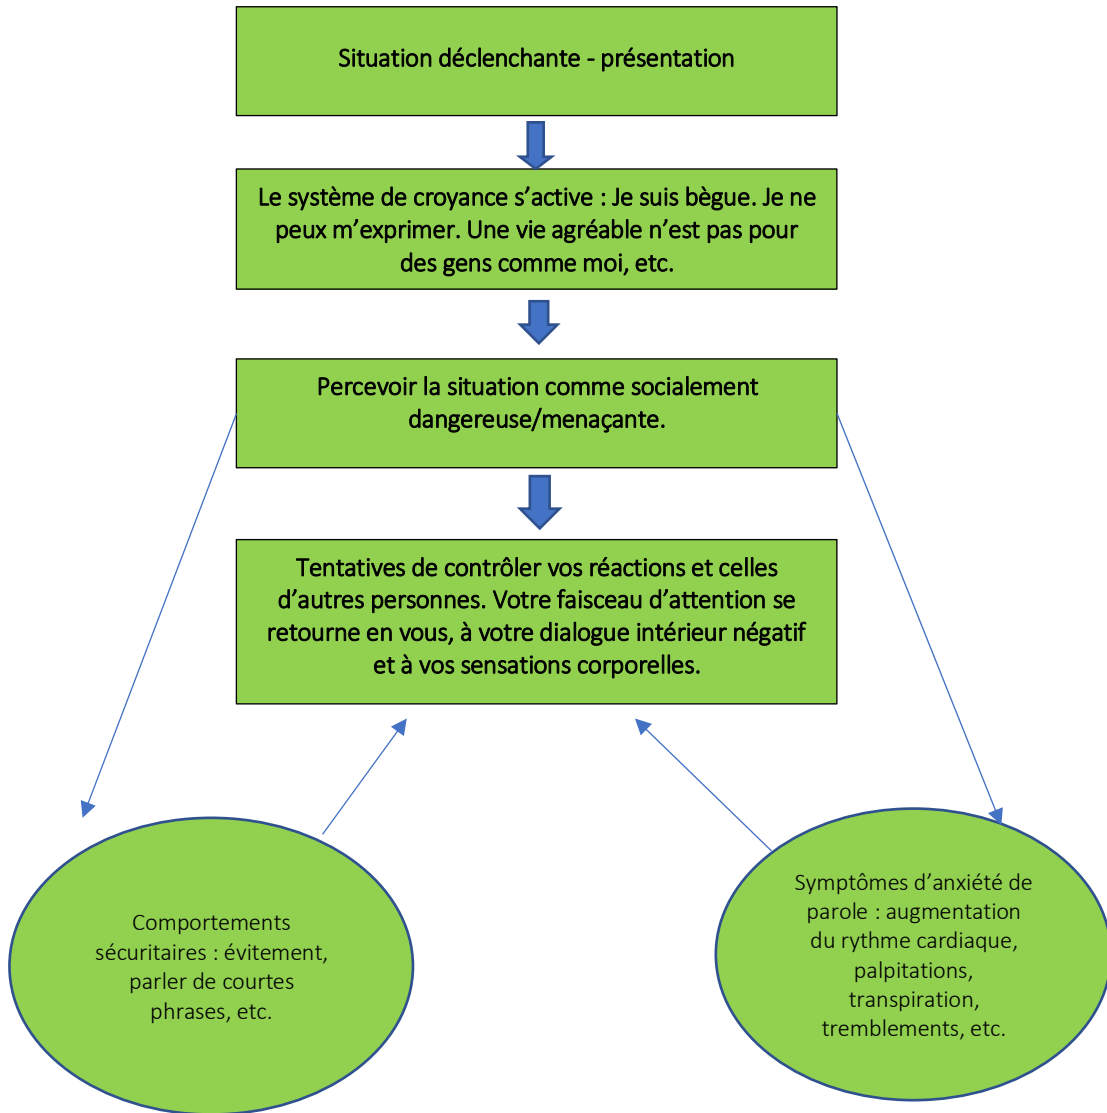 Situation déclenchante - présentation
Le système de croyance s’active : Je suis bègue. Je ne
peux m’exprimer. Une vie agréable n’est pas pour
des gens comme moi, etc.
Percevoir la situation comme socialement
dangereuse/menaçante.
Tentatives de contrôler vos réactions et celles
d’autres personnes. Votre faisceau d’attention se
retourne en vous, à votre dialogue intérieur négatif
et à vos sensations corporelles.
Comportements
sécuritaires : évitement,
parler de courtes
phrases, etc.
Symptômes d’anxiété de
parole : augmentation
du rythme cardiaque,
palpitations,
transpiration,
tremblements, etc.